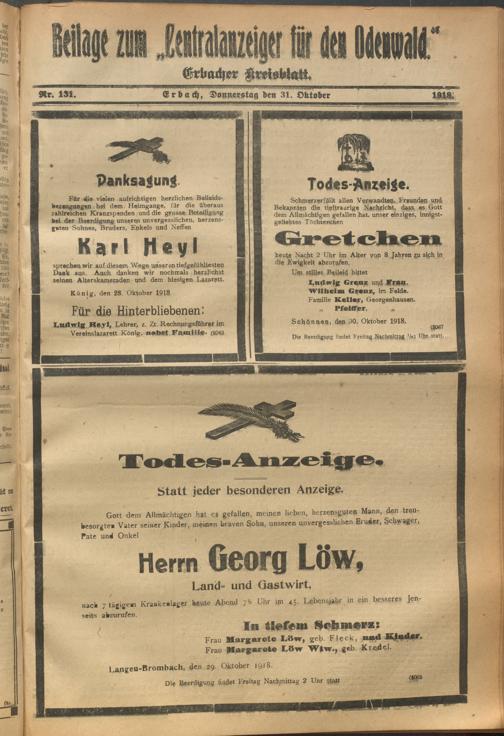 Beilage zum „Zentralanzeiger für den Odenwald."
Erbacher Kreisblatt.
Nr. 131. Erbach, Donnerstag den 31. Oktober 1918.
Danksagung.
Für die vielen aufrichtigen herzlichen Beileids-
bezeugungen bei dem Heimgange, für die überaus
zahlreichen Kranzspenden und die grosse Beteiligung
bei der Beerdigung unseres unvergesslichen, herzens-
guten Sohnes, Bruders, Enkels und Neffen
Karl Heyl
sprechen wir auf diesem Wege unseren tiefgefühltesten
Dank aus. Auch danken wir nochmals herzlichst
seinen Alterskameraden und dem hiesigen Lazarett.
König, den 28. Oktober 1918.
Für die Hinterbliebenen:
Ludwig Heyl, Lehrer, z. Zt. Rechnungsführer im
Vereinslazarett König, nebst Familie.
Todes-Anzeige.
Schmerzerfüllt allen Verwandten, Freunden und
Bekannten die tieftraurige Nachricht, dass es Gott
dem Allmächtigen gefallen hat, unser einziges, innigst-
geliebtes Töchterchen
Gretchen
heute Nacht 2 Uhr im Alter von 8 Jahren zu sich in
die Ewigkeit abzurufen.
Um stilles Beileid bittet
Ludwig Grenz und Frau,
Wilhelm Grenz, im Felde.
Familie Keller, Georgenhausen.
„ Pfeiffer.
Schönnen, den 30. Oktober 1918.
Die Beerdigung findet Freitag Nachmittag Uhr statt.
Todes-Anzeige.
Statt jeder besonderen Anzeige.
Gott dem Allmächtigen hat es gefallen, meinen lieben, herzensguten Mann, den treu-
besorgten Vater seiner Kinder, meinen braven Sohn, unseren unvergesslichen Bruder, Schwager,
Pate und Onkel
Herrn Georg Löw,
Land- und Gastwirt,
nach 7 tägigem Krankenlager heute Abend Uhr im 45. Lebensjahr in ein besseres Jen-
seits abzurufen.
In tiefem Schmerz:
Frau Margarete Löw, geb. Fleck, und Kinder.
Frau Margarete Löw Wtw., geb. Kredel.
Langen-Brombach, den 29. Oktober 1918.
Die Beerdigung findet Freitag Nachmittag 2 Uhr statt